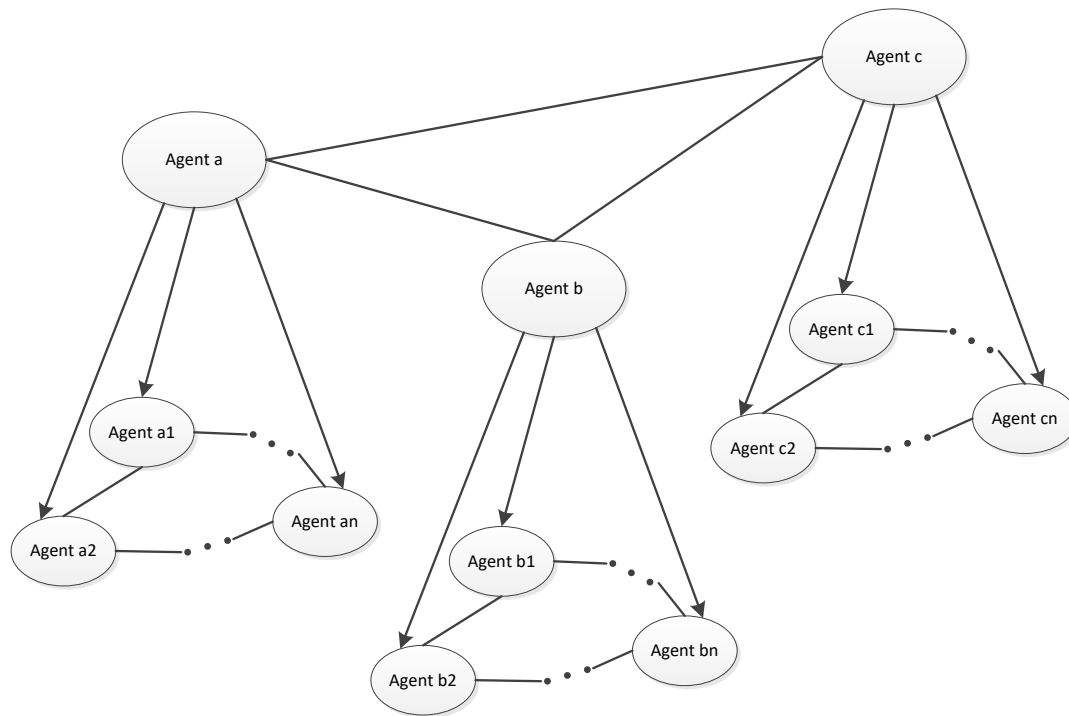 Agent c
Agent a
Agent b
Agent c1
Agent cn
Agent c2
Agent a1
Agent an
Agent a2
Agent b1
Agent bn
Agent b2